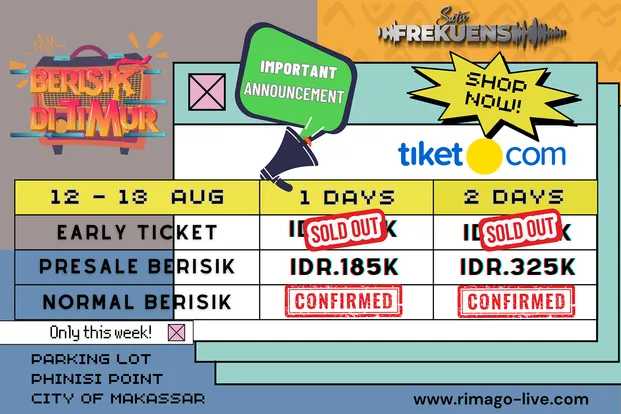 Satu
FREKUENSI
BERISIK
DI.TIMUR
IMPORTANT
ANNOUNCEMENT
SHOP
NOW!
tiket.com
12 - 13 AUG
1 DAYS
2 DAYS
EARLY TICKET
SOLD OUT
SOLD OUT
PRESALE BERISIK
IDR.185K
IDR.325K
NORMAL BERISIK
CONFIRMED
CONFIRMED
Only this week!
PARKING LOT
PHINISI POINT
CITY OF MAKASSAR
www.rimago-live.com